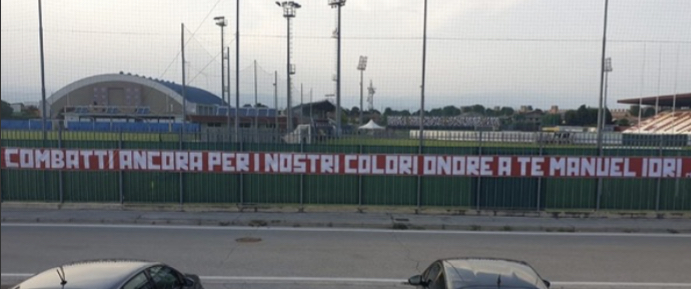 COMBATTI ANCORA PER I NOSTRI COLORI ONORE A TE MANUEL IORI